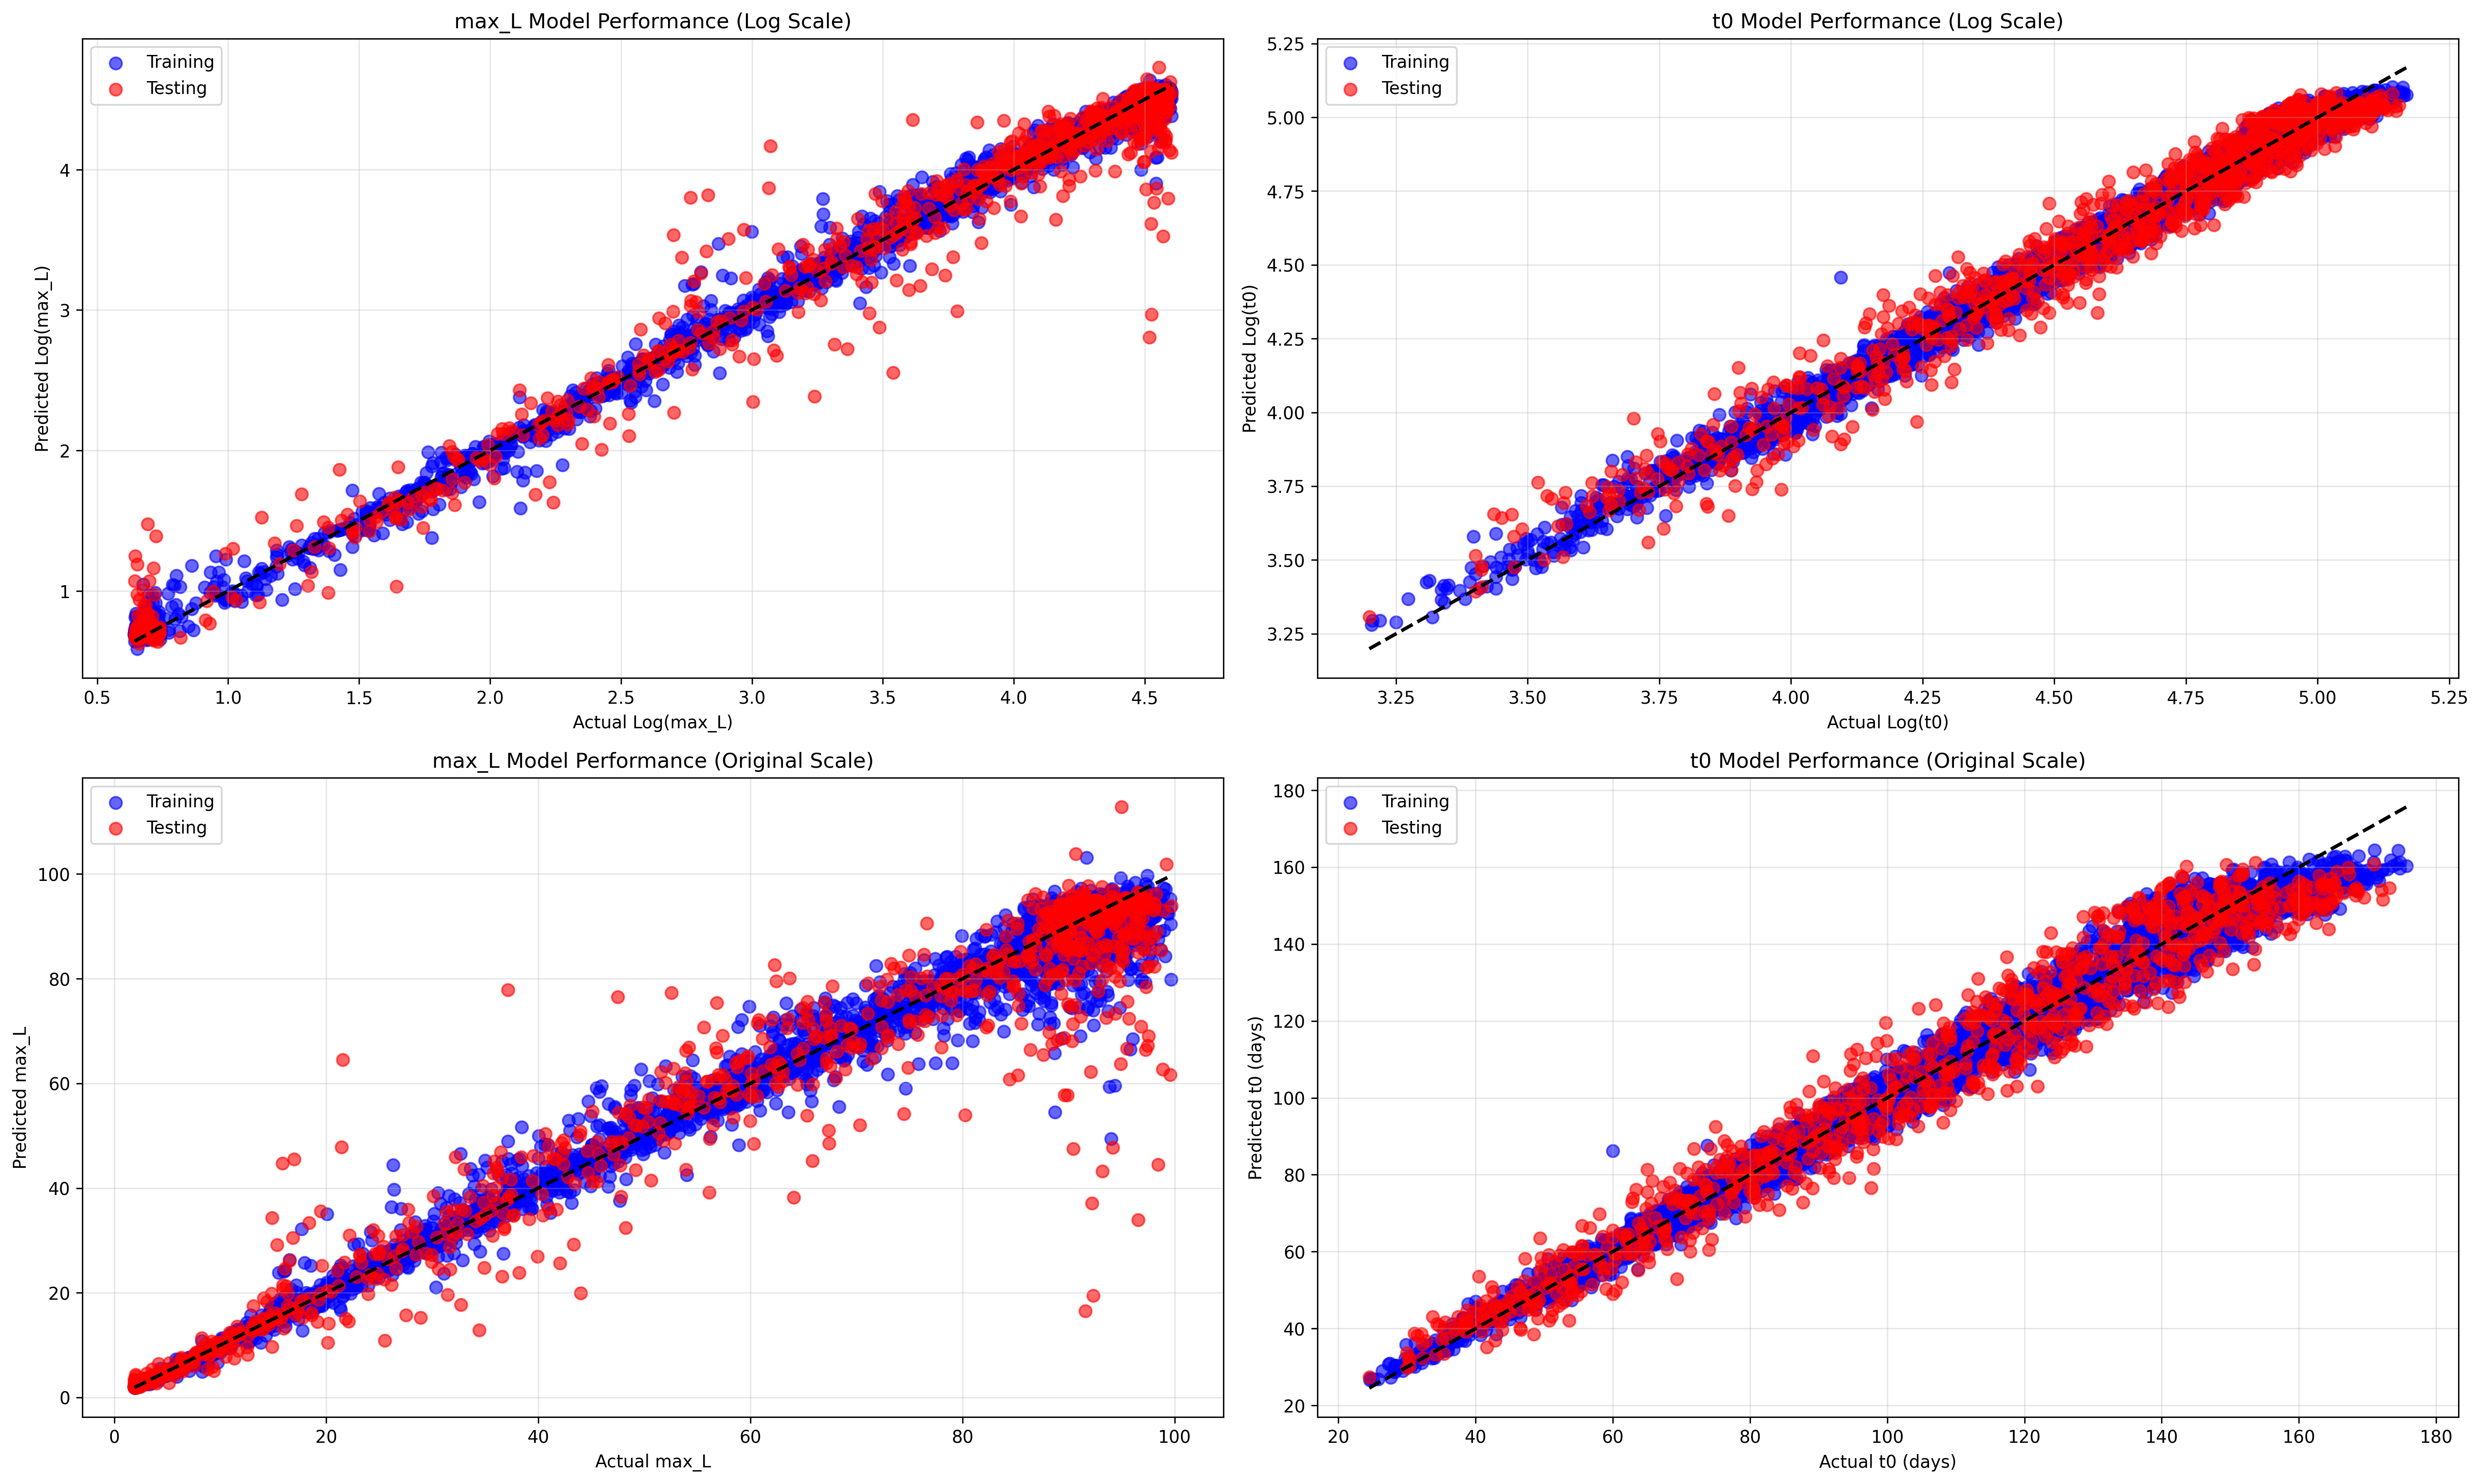 max_L Model Performance (Log Scale)
Training
Testing
Predicted Log(max_L)
4
3
2
1
0.5 1.0 1.5 2.0 2.5 3.0 3.5 4.0 4.5
Actual Log(max_L)
t0 Model Performance (Log Scale)
Training
Testing
Predicted Log(t0)
5.25
5.00
4.75
4.50
4.25
4.00
3.75
3.50
3.25
3.25 3.50 3.75 4.00 4.25 4.50 4.75 5.00 5.25
Actual Log(t0)
max_L Model Performance (Original Scale)
Training
Testing
Predicted max_L
100
80
60
40
20
0
0 20 40 60 80 100
Actual max_L
t0 Model Performance (Original Scale)
Training
Testing
Predicted t0 (days)
180
160
140
120
100
80
60
40
20
20 40 60 80 100 120 140 160 180
Actual t0 (days)